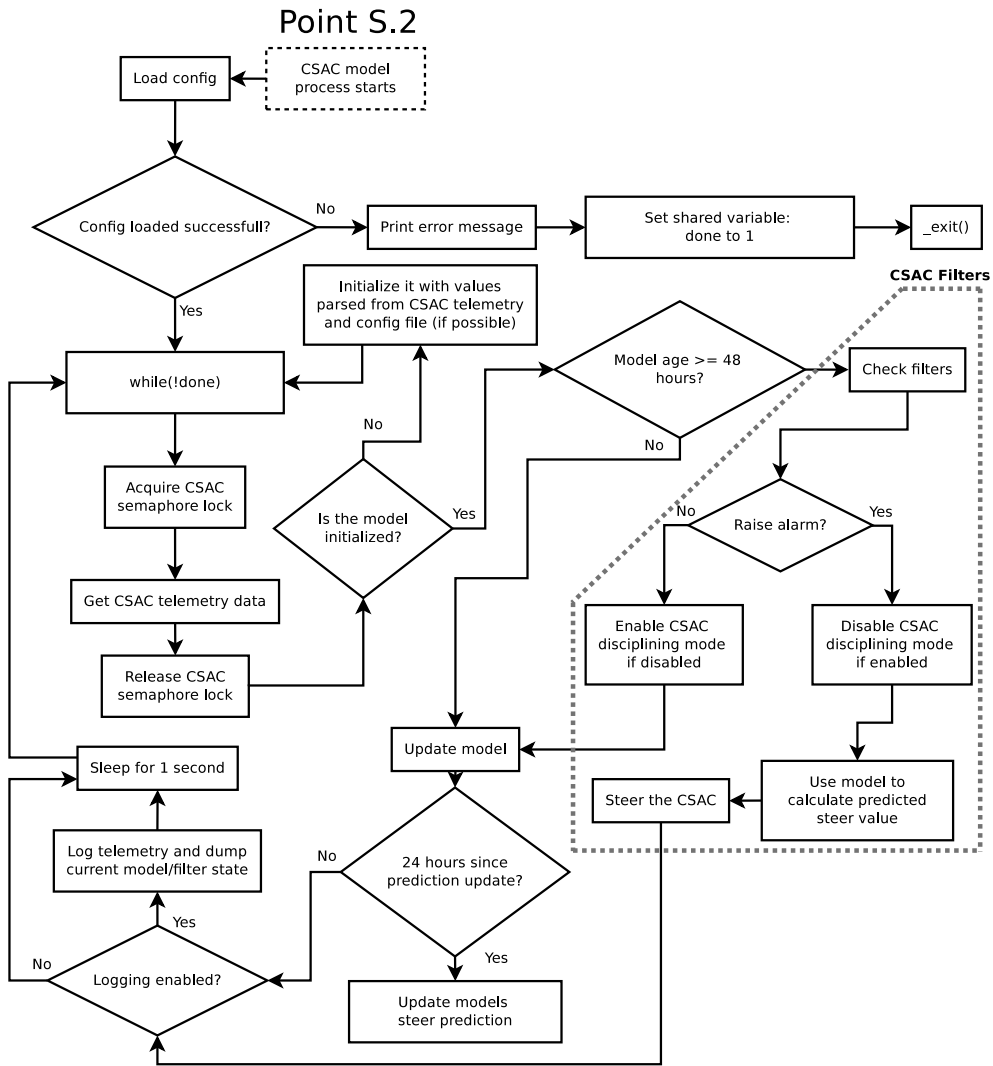 Point S.2
CSAC model
process starts
Load config
Config loaded successfull?
No
Print error message
Set shared variable:
done to 1
_exit()
Yes
CSAC Filters
Initialize it with values
parsed from CSAC telemetry
and config file (if possible)
Model age >= 48
hours?
Check filters
while(!done)
No
No
Acquire CSAC
semaphore lock
Is the model
initialized?
Yes
No
Raise alarm?
Yes
Get CSAC telemetry data
Enable CSAC
disciplining mode
if disabled
Disable CSAC
disciplining mode
if enabled
Release CSAC
semaphore lock
Update model
Sleep for 1 second
Steer the CSAC
Use model to
calculate predicted
steer value
Log telemetry and dump
current model/filter state
No
24 hours since
prediction update?
Yes
No
Logging enabled?
Yes
Update models
steer prediction